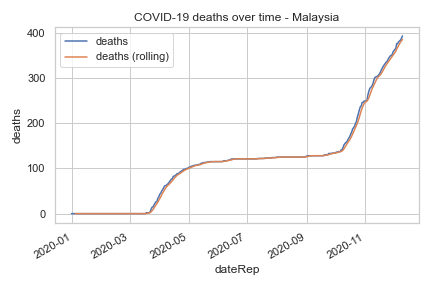 COVID-19 deaths over time - Malaysia
400
300
200
100
0
deaths
deaths
deaths (rolling)
2020-01
2020-03
2020-05
2020-07
2020-09
2020-11
dateRep